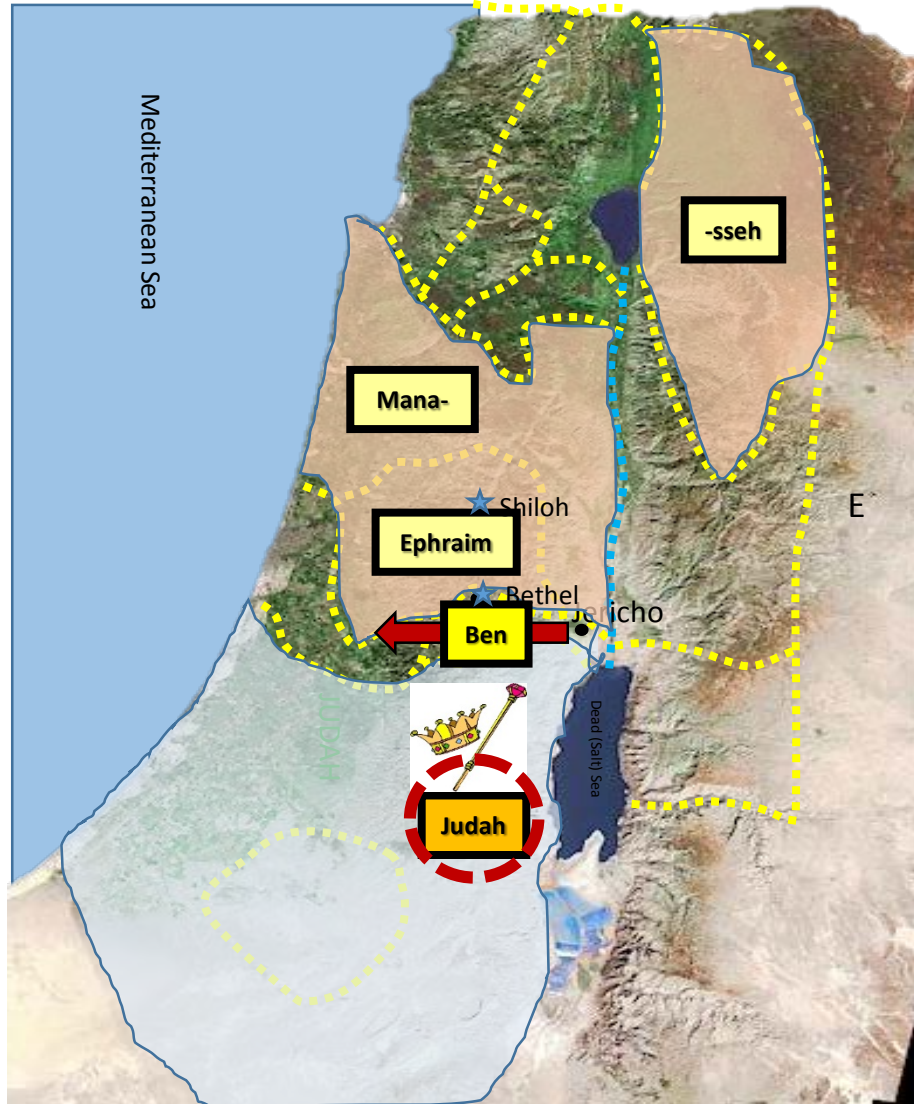 Mediterranean Sea
-sseh
Mana-
Shiloh
E
Ephraim
Bethel
Jericho
Ben
Dead (Salt) Sea
Judah